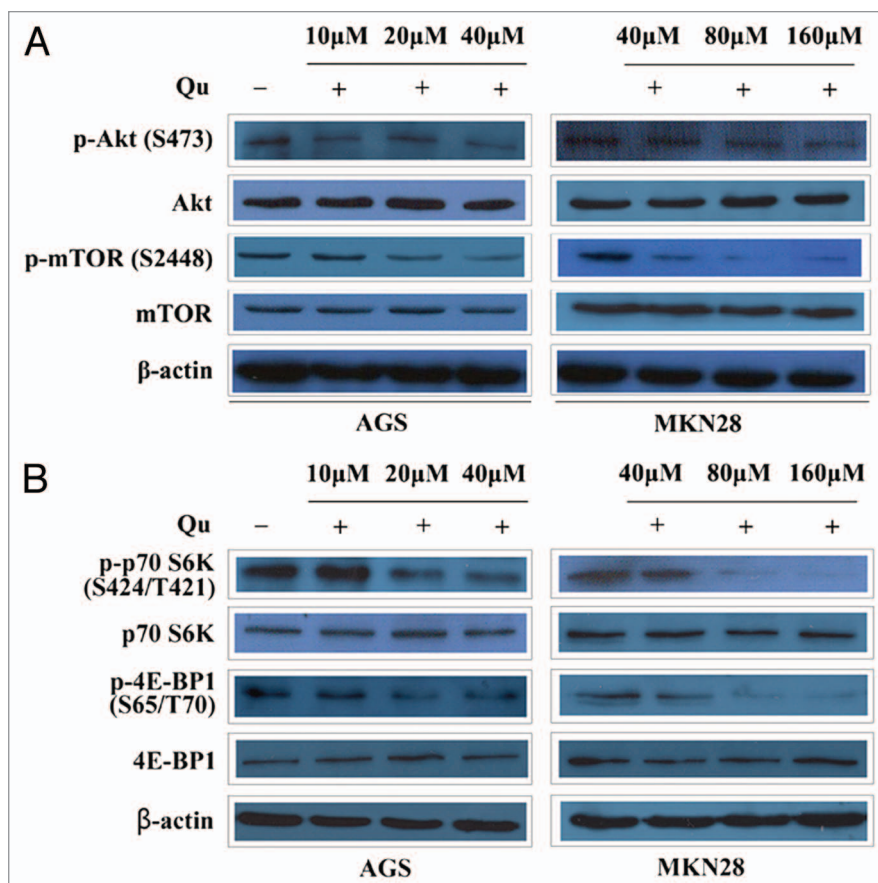 A
10μM 20μM 40μM 40μM 80μM 160μM
Qu – + + + + + +
p-Akt (S473)
Akt
p-mTOR (S2448)
mTOR
β-actin
AGS MKN28
B
10μM 20μM 40μM 40μM 80μM 160μM
Qu – + + + + + +
p-p70 S6K
(S424/T421)
p70 S6K
p-4E-BP1
(S65/T70)
4E-BP1
β-actin
AGS MKN28